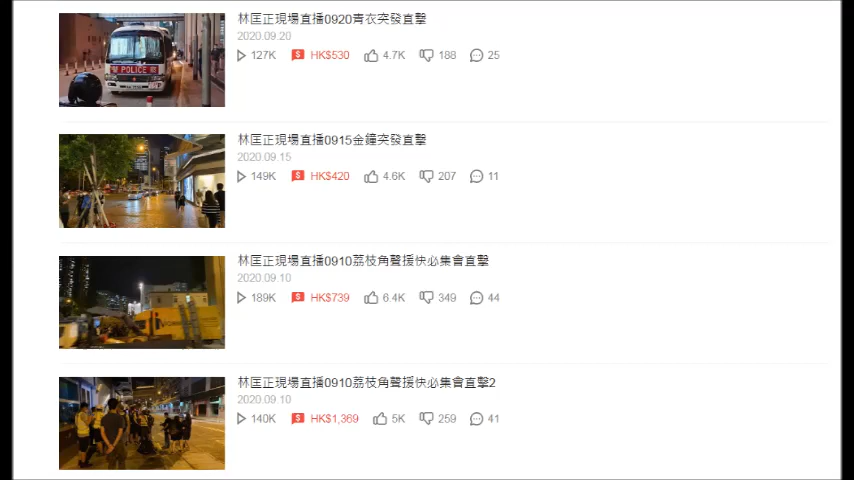 林匡正現場直播0920青衣突發直擊
2020.09.20
127K HK$530 4.7K 188 25
POLICE
林匡正現場直播0915金鐘突發直擊
2020.09.15
149K HK$420 4.6K 207 11
林匡正現場直播0910荔枝角聲援快必集會直擊
2020.09.10
189K HK$739 6.4K 349 44
林匡正現場直播0910荔枝角聲援快必集會直擊2
2020.09.10
140K HK$1,369 5K 259 41